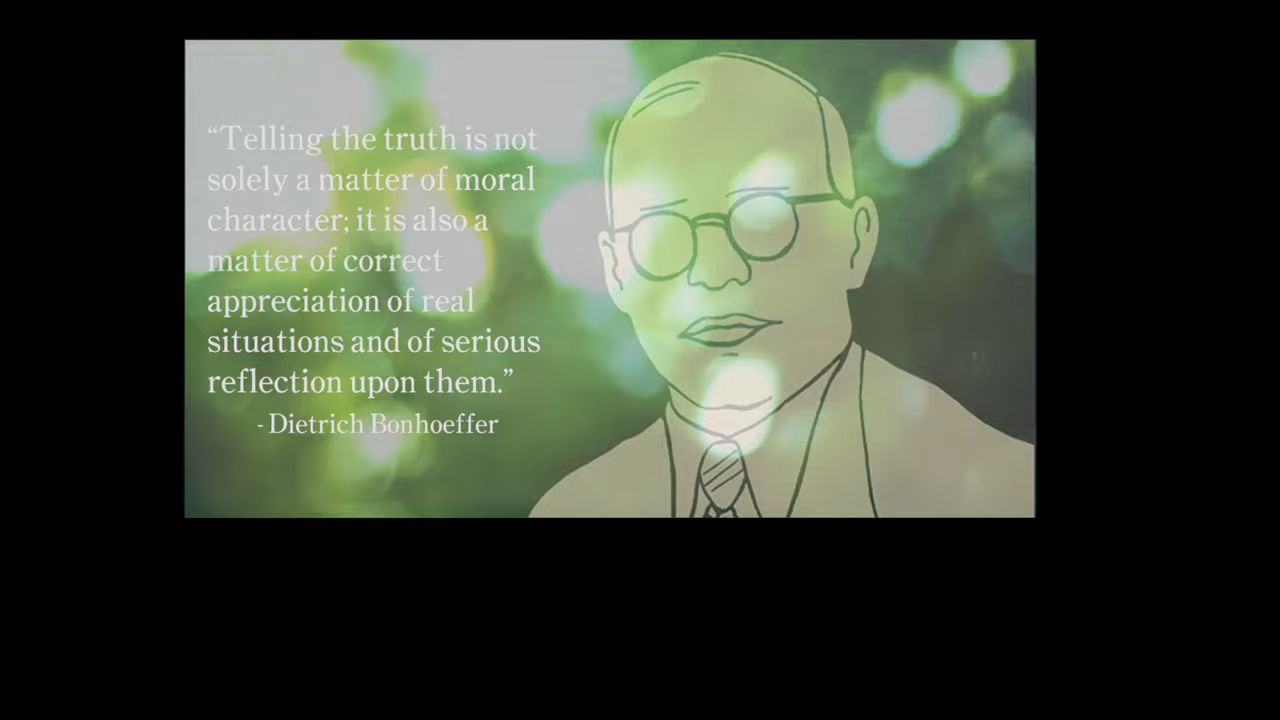 “Telling the truth is not
solely a matter of moral
character; it is also a
matter of correct
appreciation of real
situations and of serious
reflection upon them.”
- Dietrich Bonhoeffer